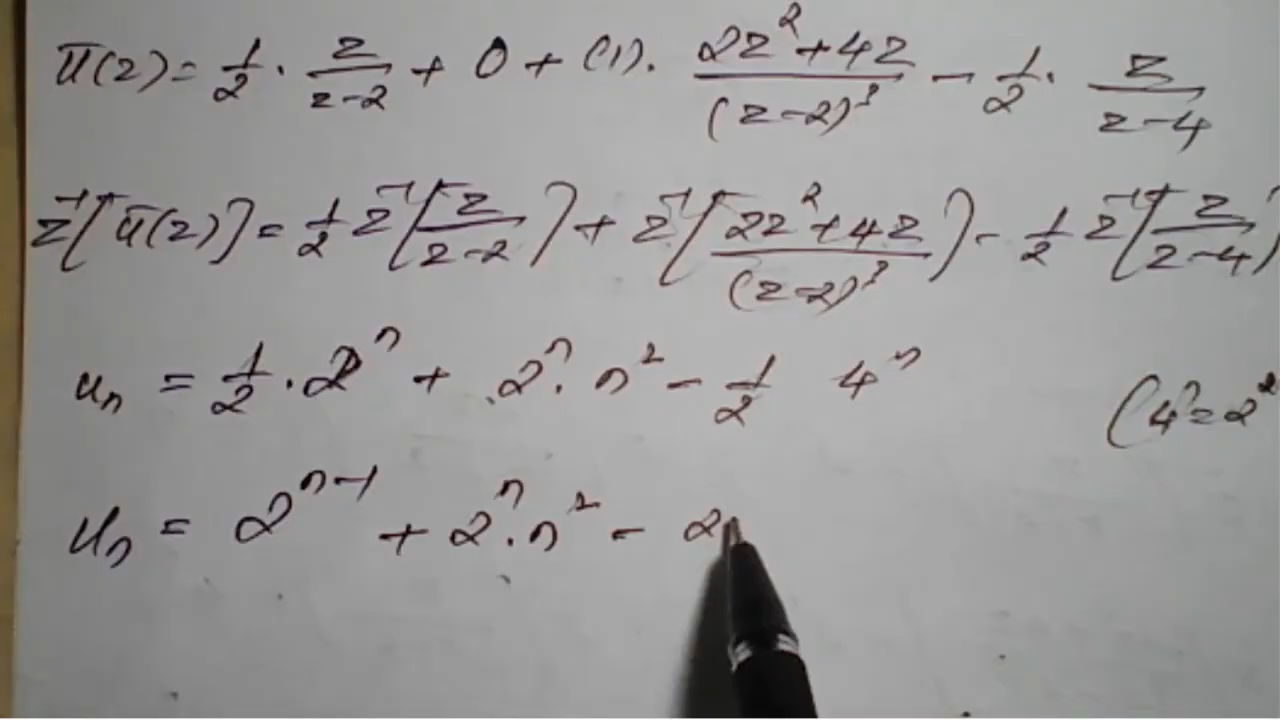 ū(z) = 1/2 · z/(z-2) + 0 + (1). (2z²+4z)/(z-2)³ - 1/2 · z/(z-4)
z⁻¹[ū(z)] = 1/2 z⁻¹[z/(z-2)] + z⁻¹[(2z²+4z)/(z-2)³] - 1/2 z⁻¹[z/(z-4)]
uₙ = 1/2 · 2ⁿ + 2ⁿ · n² - 1/2 4ⁿ (4 = 2²
uₙ = 2ⁿ⁻¹ + 2ⁿ · n² - 2